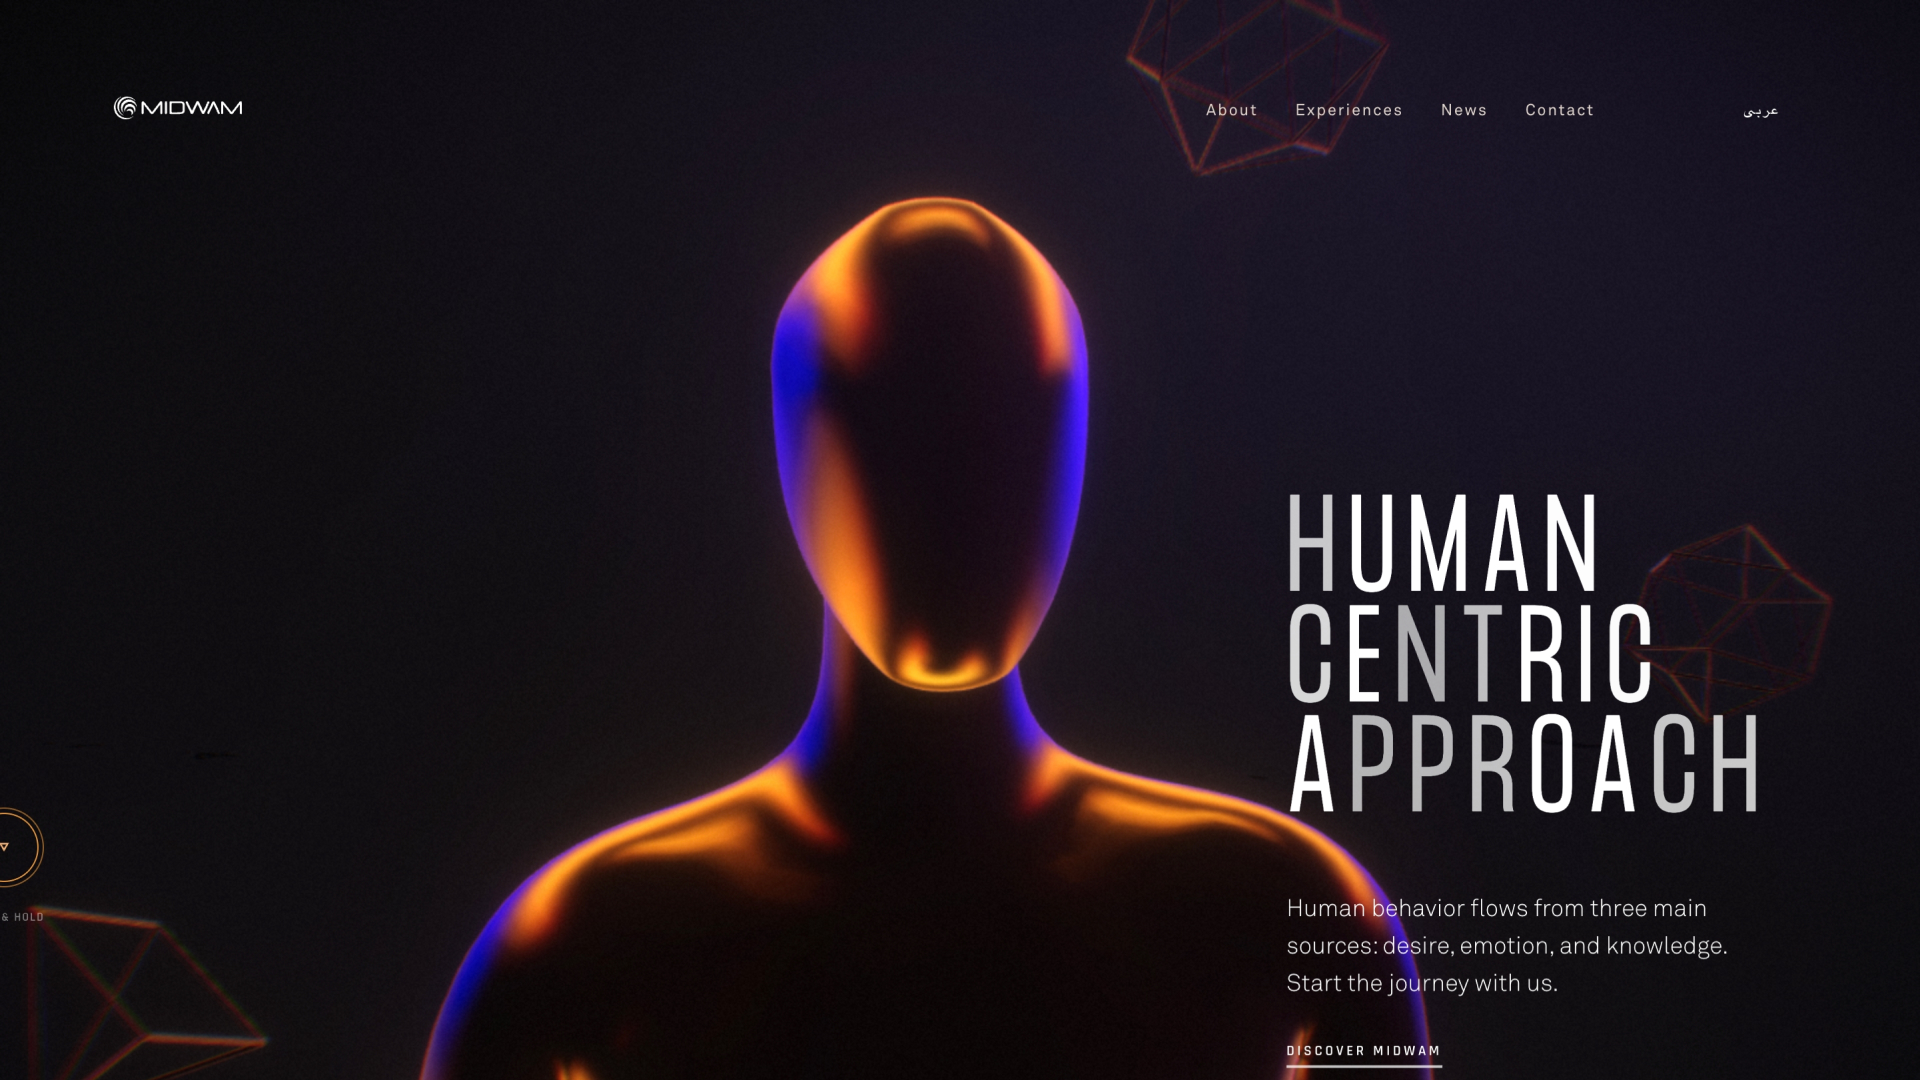 MIDWAM
About
Experiences
News
Contact
عربي
HUMAN
CENTRIC
APPROACH
Human behavior flows from three main
sources: desire, emotion, and knowledge.
Start the journey with us.
DISCOVER MIDWAM
& HOLD